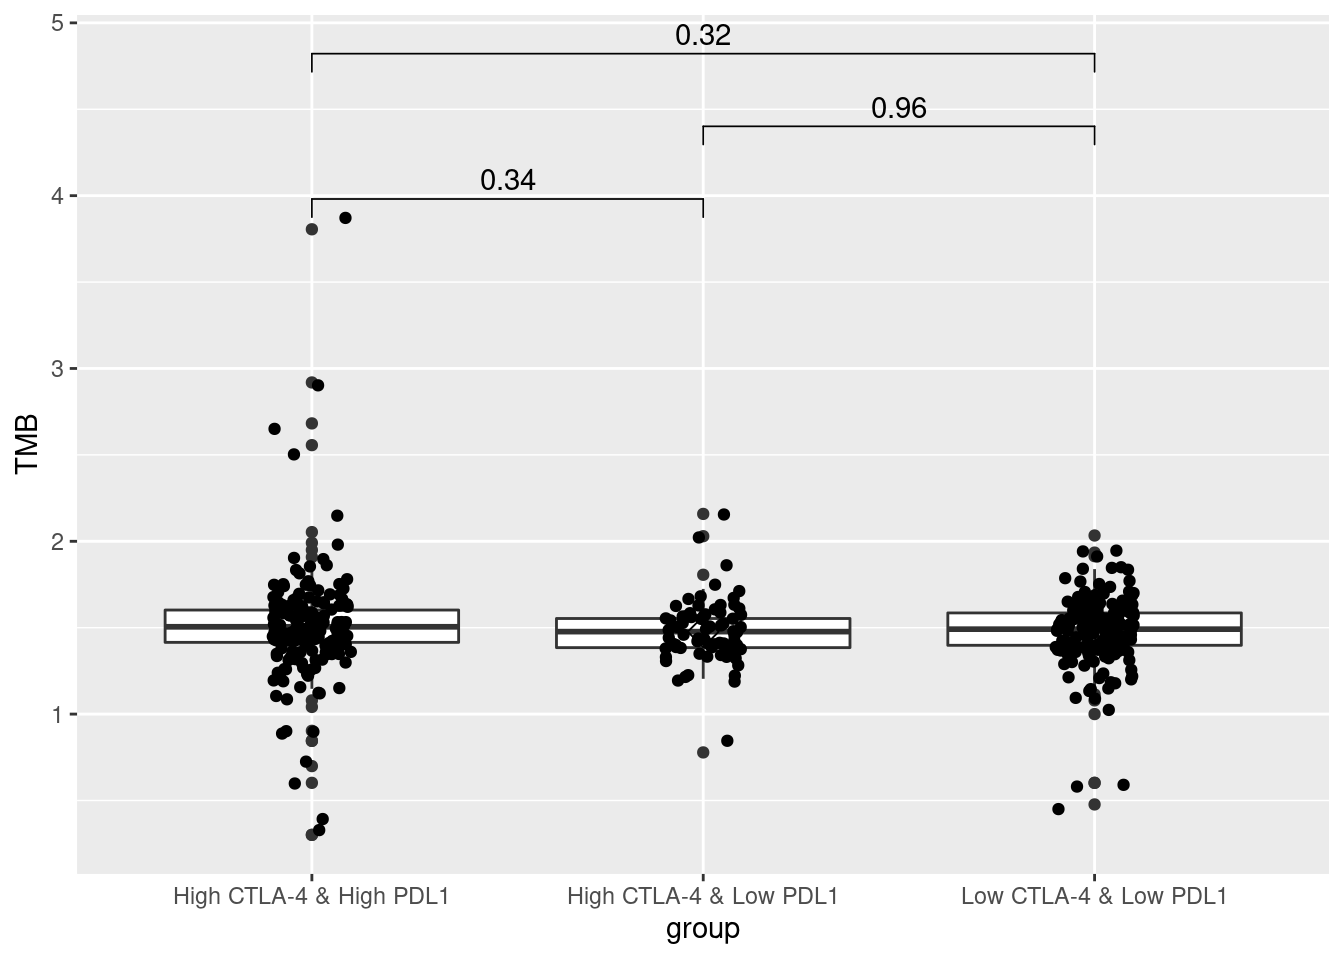 5
0.32
0.96
0.34
4
3
TMB
2
1
High CTLA-4 & High PDL1
High CTLA-4 & Low PDL1
Low CTLA-4 & Low PDL1
group